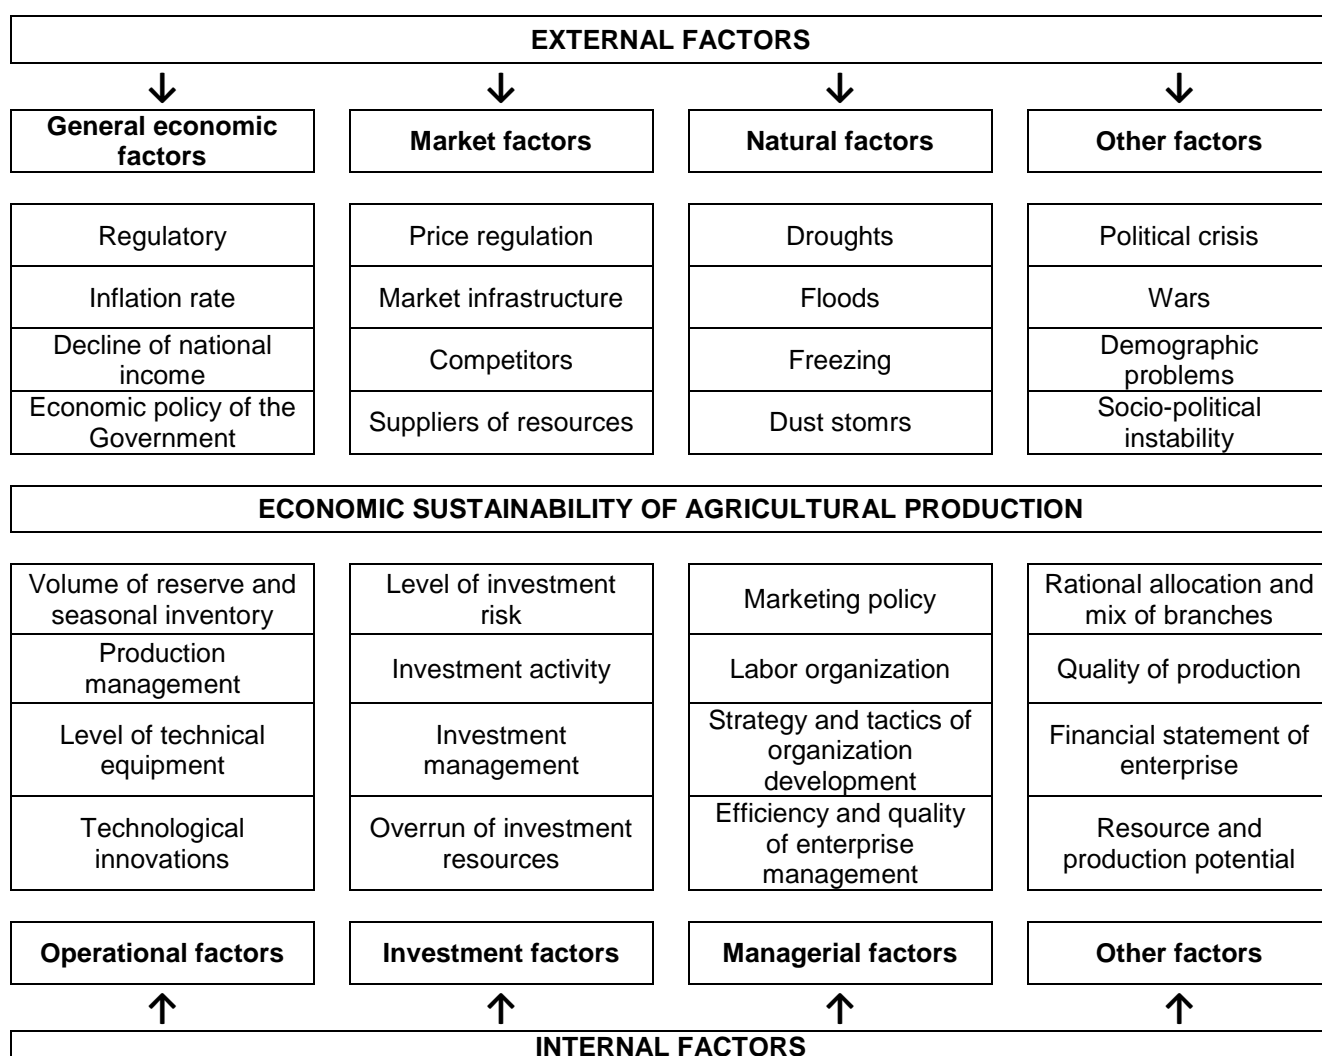 EXTERNAL FACTORS
General economic
factors
Market factors
Natural factors
Other factors
Regulatory
Price regulation
Droughts
Political crisis
Inflation rate
Market infrastructure
Floods
Wars
Decline of national
income
Competitors
Freezing
Demographic
problems
Economic policy of the
Government
Suppliers of resources
Dust stomrs
Socio-political
instability
ECONOMIC SUSTAINABILITY OF AGRICULTURAL PRODUCTION
Volume of reserve and
seasonal inventory
Level of investment
risk
Marketing policy
Rational allocation and
mix of branches
Production
management
Investment activity
Labor organization
Quality of production
Level of technical
equipment
Investment
management
Strategy and tactics of
organization
development
Financial statement of
enterprise
Technological
innovations
Overrun of investment
resources
Efficiency and quality
of enterprise
management
Resource and
production potential
Operational factors
Investment factors
Managerial factors
Other factors
INTERNAL FACTORS